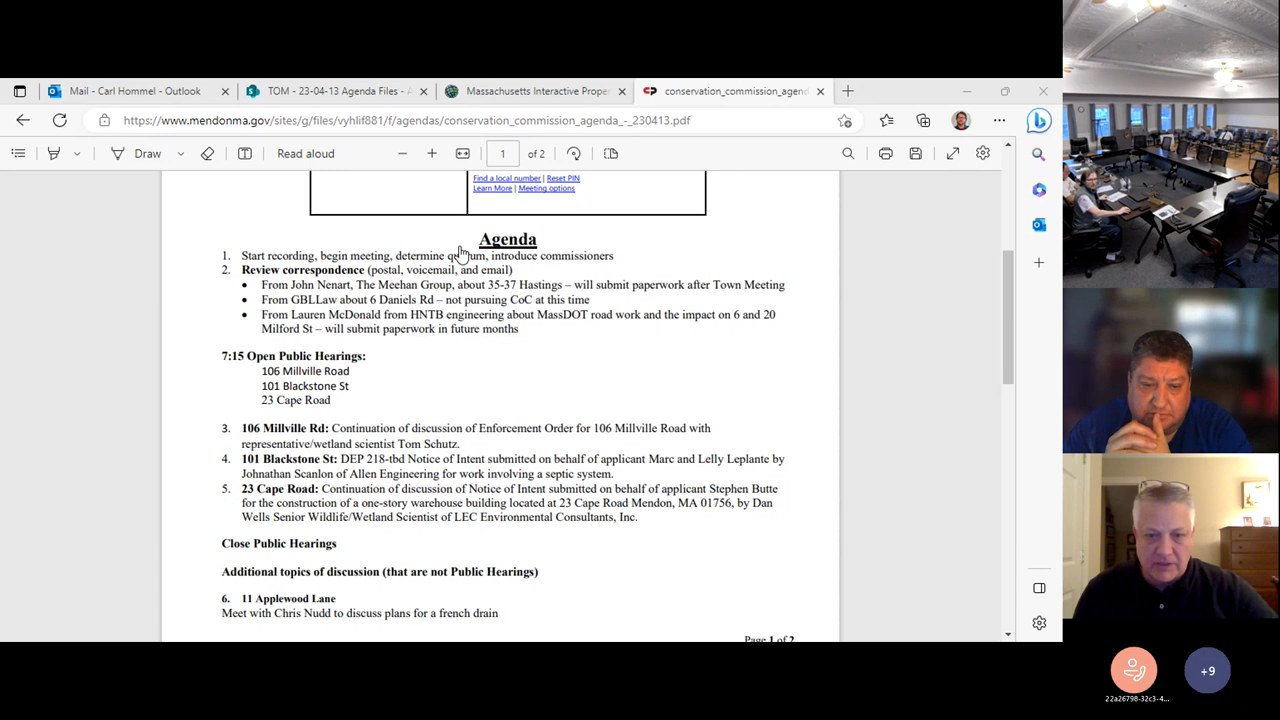 Mail - Carl Hommel - Outlook
TOM - 23-04-13 Agenda Files - A
Massachusetts Interactive Prope
conservation_commission_agend
https://www.mendonma.gov/sites/g/files/vyhlif881/f/agendas/conservation_commission_agenda_-_230413.pdf
Draw
Read aloud
1
of 2
Find a local number | Reset PIN
Learn More | Meeting options
Agenda
1. Start recording, begin meeting, determine quorum, introduce commissioners
2. Review correspondence (postal, voicemail, and email)
• From John Nenart, The Meehan Group, about 35-37 Hastings – will submit paperwork after Town Meeting
• From GBLLaw about 6 Daniels Rd – not pursuing CoC at this time
• From Lauren McDonald from HNTB engineering about MassDOT road work and the impact on 6 and 20
Milford St – will submit paperwork in future months
7:15 Open Public Hearings:
106 Millville Road
101 Blackstone St
23 Cape Road
3. 106 Millville Rd: Continuation of discussion of Enforcement Order for 106 Millville Road with
representative/wetland scientist Tom Schutz.
4. 101 Blackstone St: DEP 218-tbd Notice of Intent submitted on behalf of applicant Marc and Lelly Leplante by
Johnathan Scanlon of Allen Engineering for work involving a septic system.
5. 23 Cape Road: Continuation of discussion of Notice of Intent submitted on behalf of applicant Stephen Butte
for the construction of a one-story warehouse building located at 23 Cape Road Mendon, MA 01756, by Dan
Wells Senior Wildlife/Wetland Scientist of LEC Environmental Consultants, Inc.
Close Public Hearings
Additional topics of discussion (that are not Public Hearings)
6. 11 Applewood Lane
Meet with Chris Nudd to discuss plans for a french drain
Page 1 of 2
+9
22a26798-32c3-4...